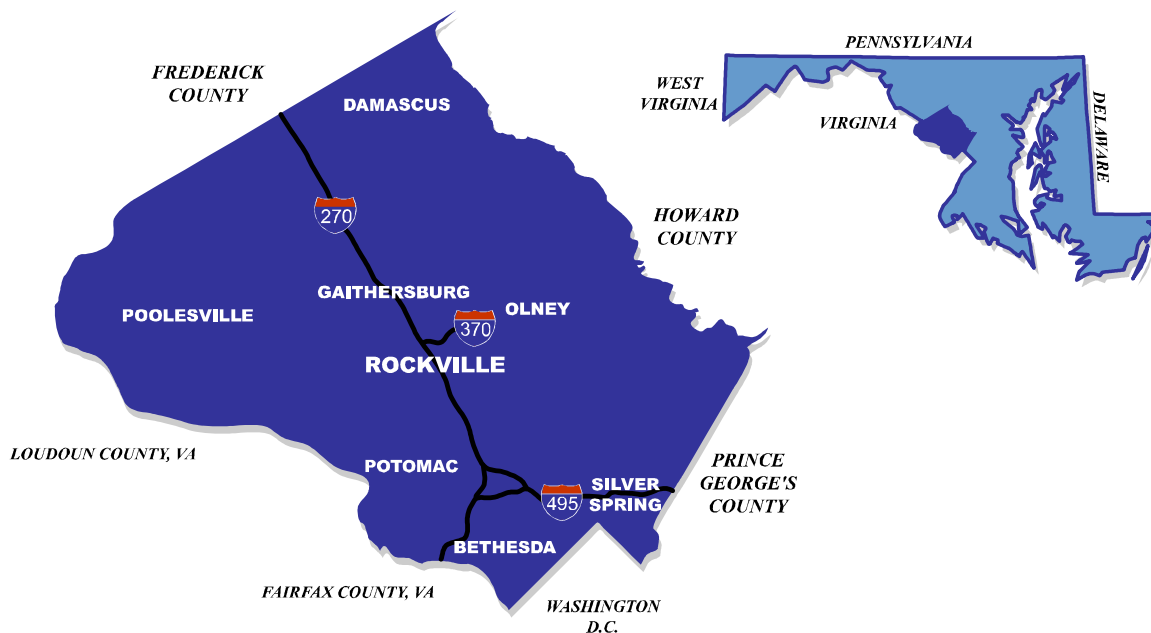 FREDERICK
COUNTY
DAMASCUS
270
HOWARD
COUNTY
GAITHERSBURG
OLNEY
370
POOLESVILLE
ROCKVILLE
LOUDOUN COUNTY, VA
POTOMAC
SILVER
SPRING
495
PRINCE
GEORGE'S
COUNTY
BETHESDA
FAIRFAX COUNTY, VA
WASHINGTON
D.C.
PENNSYLVANIA
WEST
VIRGINIA
VIRGINIA
DELAWARE